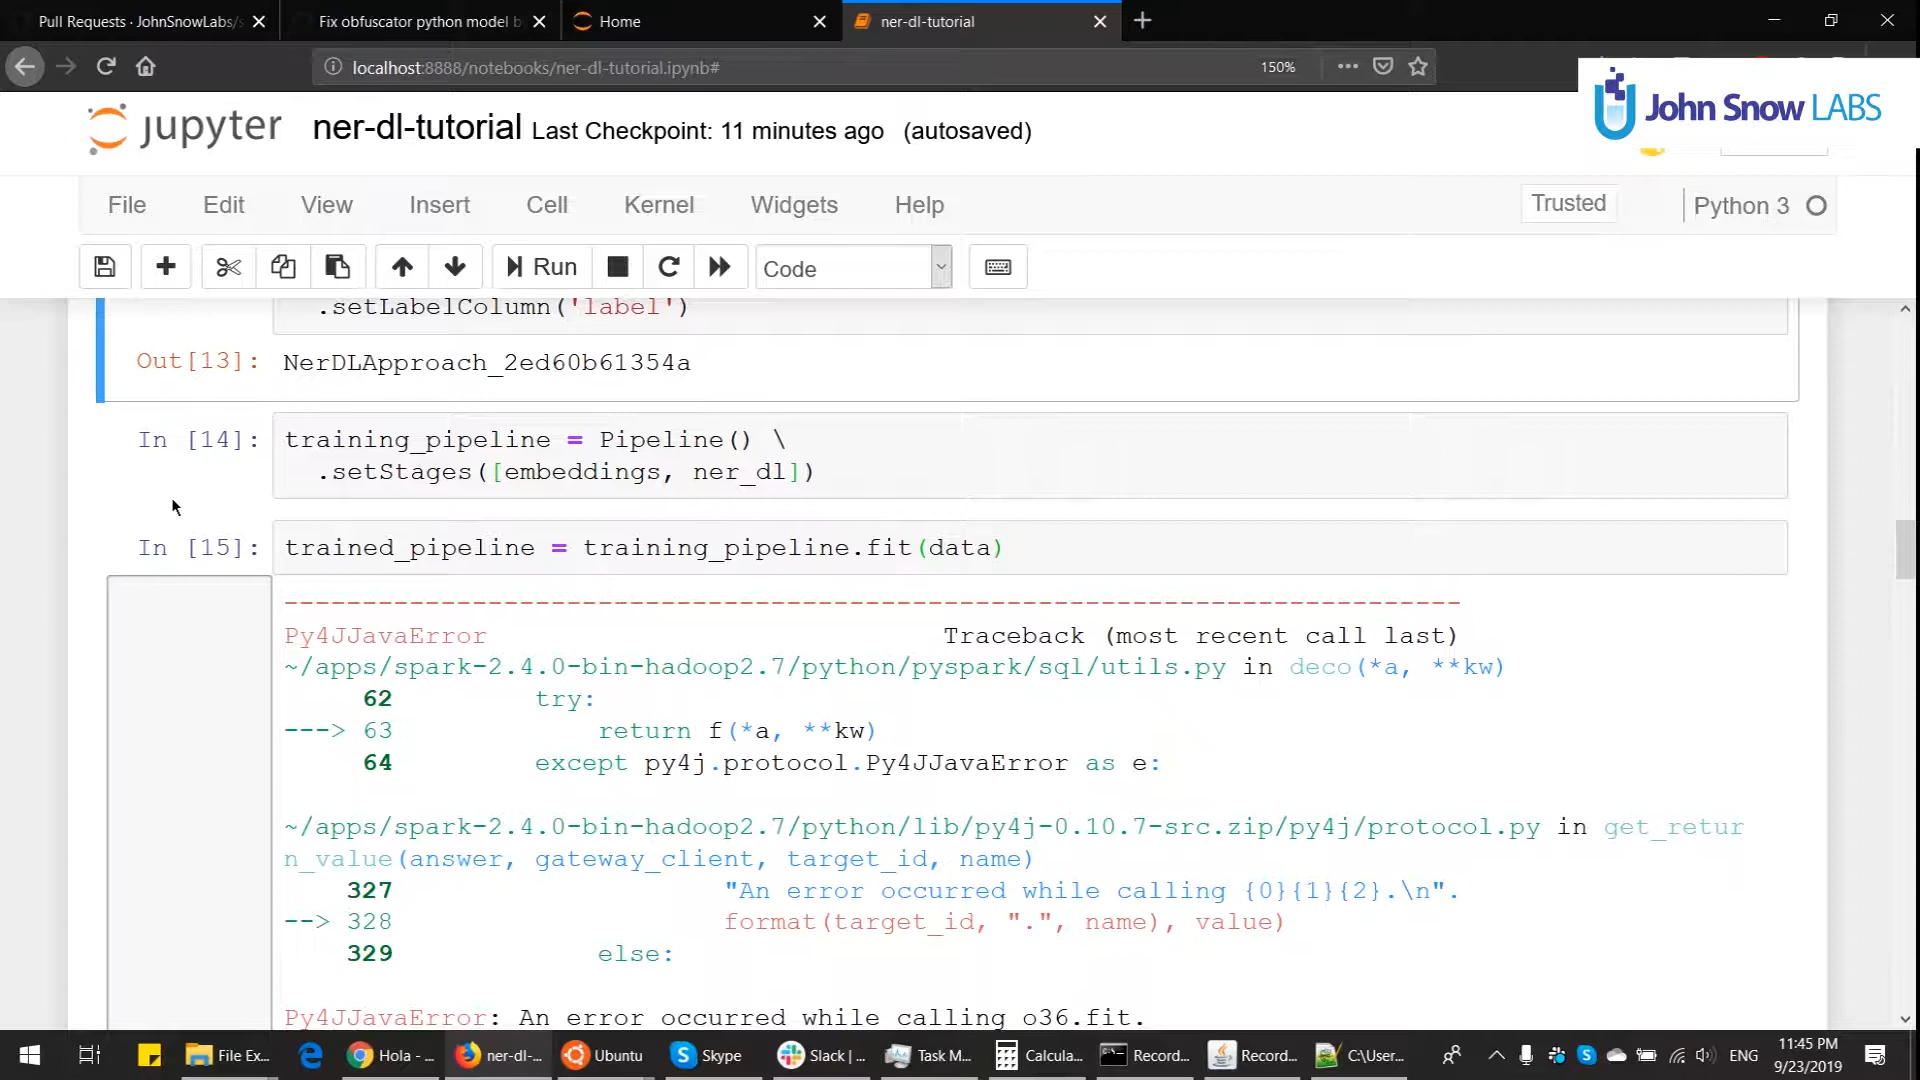 Pull Requests · JohnSnowLabs/s
Fix obfuscator python model b
Home
ner-dl-tutorial
localhost:8888/notebooks/ner-dl-tutorial.ipynb#
150%
John Snow LABS
jupyter
ner-dl-tutorial Last Checkpoint: 11 minutes ago (autosaved)
File Edit View Insert Cell Kernel Widgets Help
Trusted
Python 3
Run
Code
.setLabelColumn('label')
Out[13]: NerDLApproach_2ed60b61354a
In [14]: training_pipeline = Pipeline() \
.setStages([embeddings, ner_dl])
In [15]: trained_pipeline = training_pipeline.fit(data)
---------------------------------------------------------------------------
Py4JJavaError Traceback (most recent call last)
~/apps/spark-2.4.0-bin-hadoop2.7/python/pyspark/sql/utils.py in deco(*a, **kw)
62 try:
---> 63 return f(*a, **kw)
64 except py4j.protocol.Py4JJavaError as e:
~/apps/spark-2.4.0-bin-hadoop2.7/python/lib/py4j-0.10.7-src.zip/py4j/protocol.py in get_retur
n_value(answer, gateway_client, target_id, name)
327 "An error occurred while calling {0}{1}{2}.\n".
--> 328 format(target_id, ".", name), value)
329 else:
Py4JJavaError: An error occurred while calling o36.fit.
File Ex...
Hola - ...
ner-dl-...
Ubuntu
Skype
Slack | ...
Task M...
Calcula...
Record...
Record...
C:\User...
ENG
11:45 PM
9/23/2019